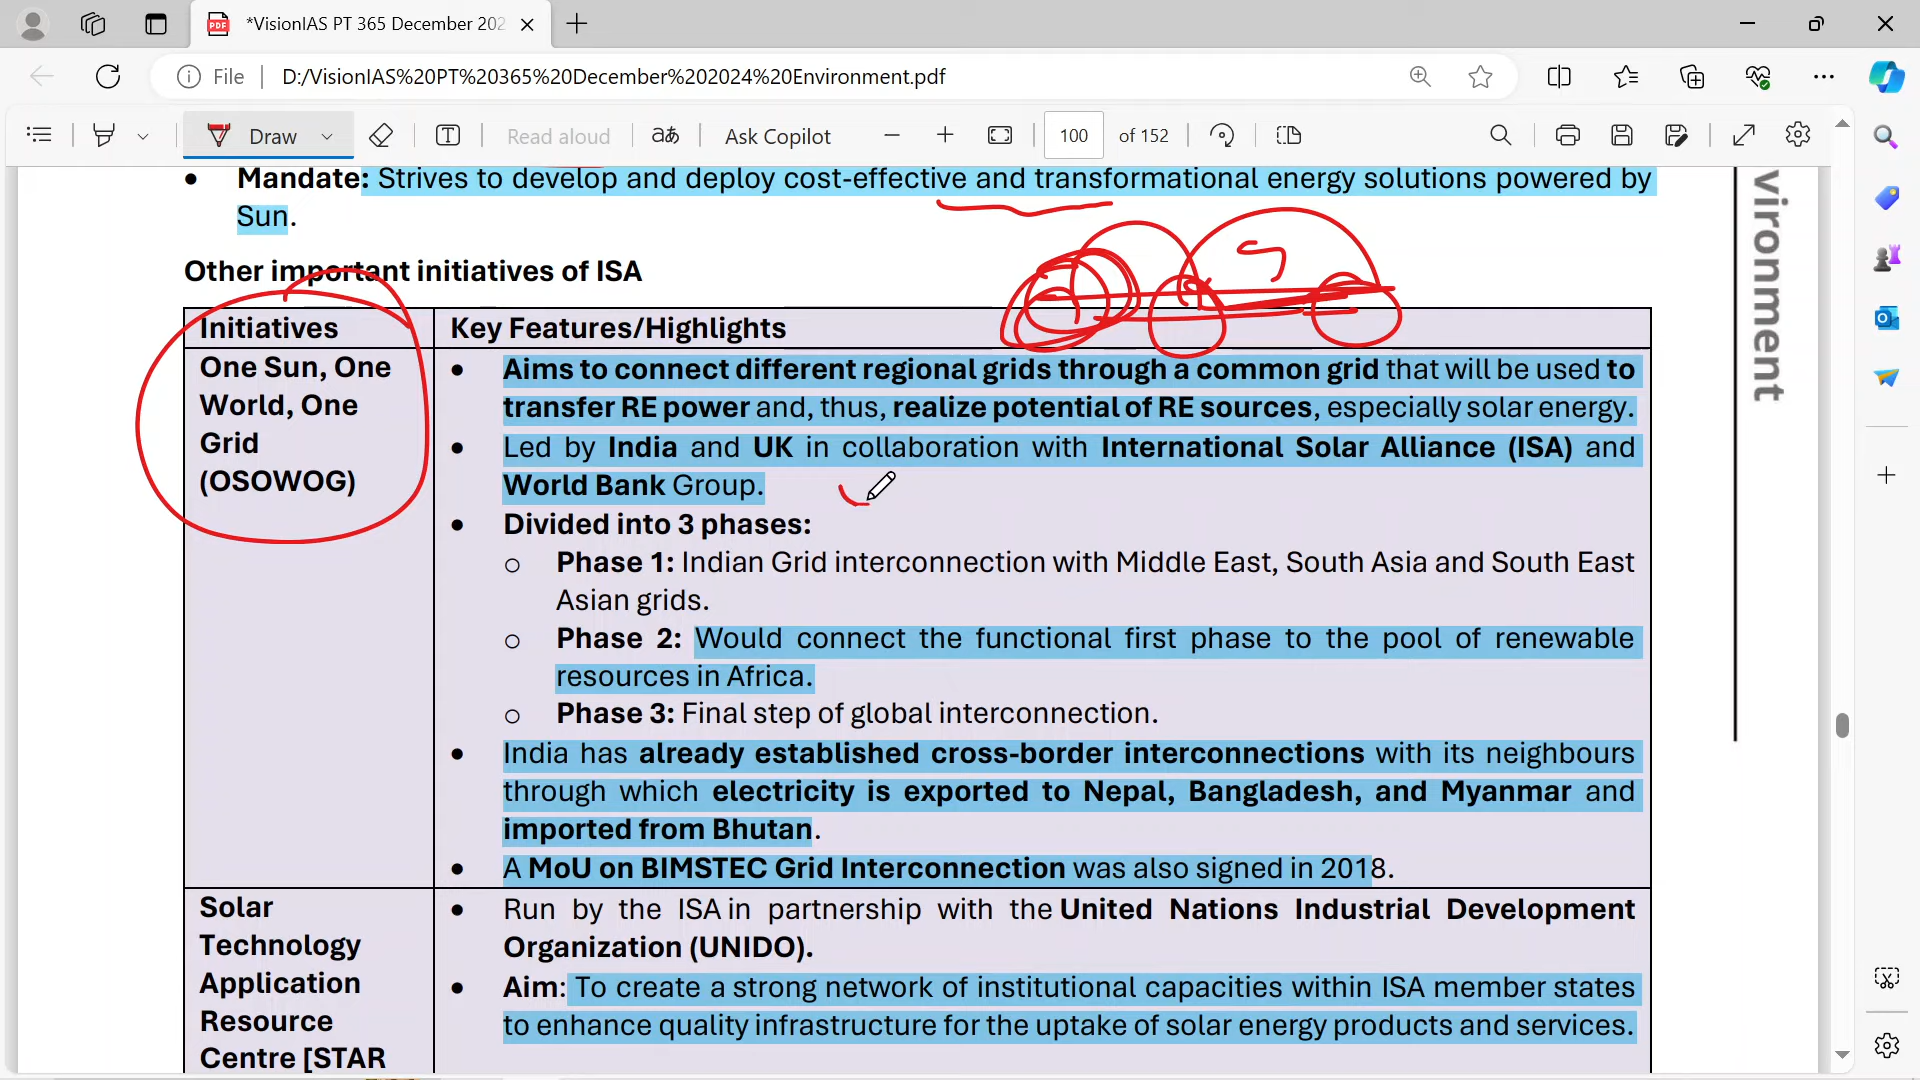 *VisionIAS PT 365 December 202
File
D:/VisionIAS%20PT%20365%20December%202024%20Environment.pdf
Draw
Read aloud
Ask Copilot
100
of 152
• Mandate: Strives to develop and deploy cost-effective and transformational energy solutions powered by
Sun.
Other important initiatives of ISA
Initiatives
Key Features/Highlights
One Sun, One
World, One
Grid
(OSOWOG)
• Aims to connect different regional grids through a common grid that will be used to
transfer RE power and, thus, realize potential of RE sources, especially solar energy.
• Led by India and UK in collaboration with International Solar Alliance (ISA) and
World Bank Group.
• Divided into 3 phases:
o Phase 1: Indian Grid interconnection with Middle East, South Asia and South East
Asian grids.
o Phase 2: Would connect the functional first phase to the pool of renewable
resources in Africa.
o Phase 3: Final step of global interconnection.
• India has already established cross-border interconnections with its neighbours
through which electricity is exported to Nepal, Bangladesh, and Myanmar and
imported from Bhutan.
• A MoU on BIMSTEC Grid Interconnection was also signed in 2018.
Solar
Technology
Application
Resource
Centre [STAR
• Run by the ISA in partnership with the United Nations Industrial Development
Organization (UNIDO).
• Aim: To create a strong network of institutional capacities within ISA member states
to enhance quality infrastructure for the uptake of solar energy products and services.
vironment